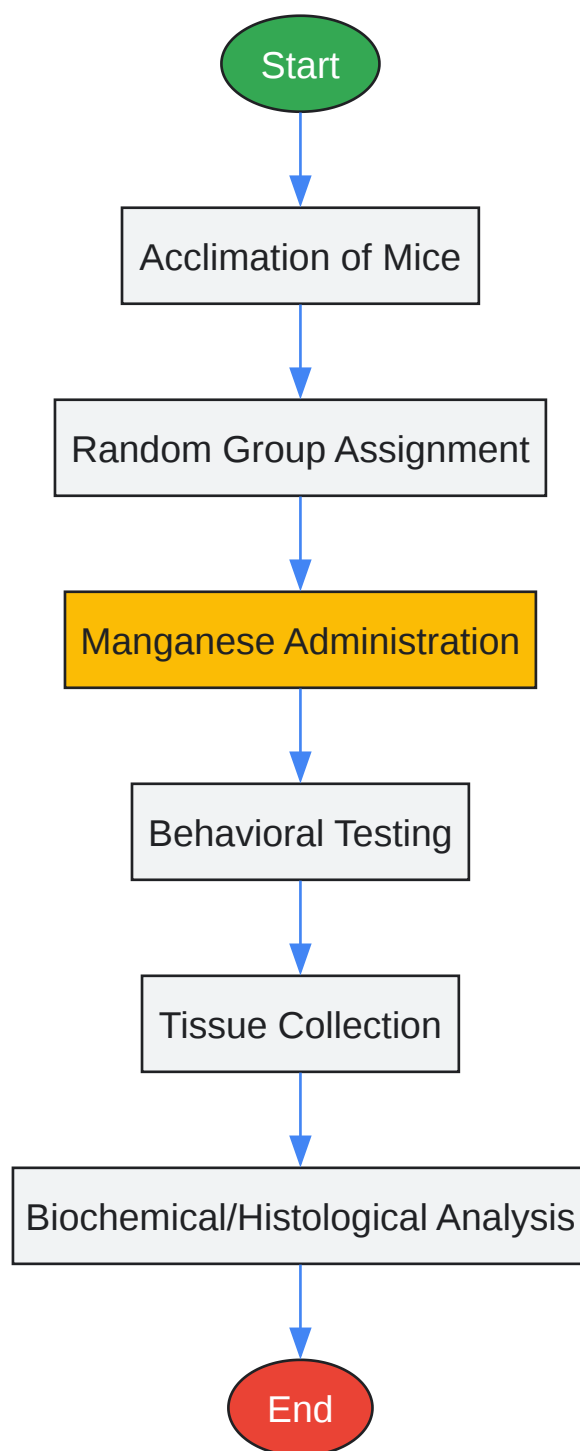 Start
Acclimation of Mice
Random Group Assignment
Manganese Administration
Behavioral Testing
Tissue Collection
Biochemical/Histological Analysis
End